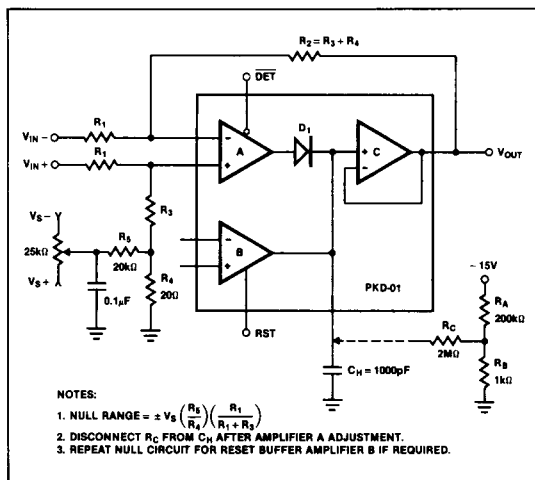 R2 = R3 + R4
DET
R1
VIN-
A
D1
C
VOUT
R1
VIN+
R3
VS-
R5
25kΩ
20kΩ
R4
20Ω
VS+
0.1µF
B
PKD-01
RST
-15V
RA
200kΩ
RC
2MΩ
RB
1kΩ
CH = 1000pF
NOTES:
1. NULL RANGE = ± VS (R5/R4) (R1/R1 + R3)
2. DISCONNECT RC FROM CH AFTER AMPLIFIER A ADJUSTMENT.
3. REPEAT NULL CIRCUIT FOR RESET BUFFER AMPLIFIER B IF REQUIRED.